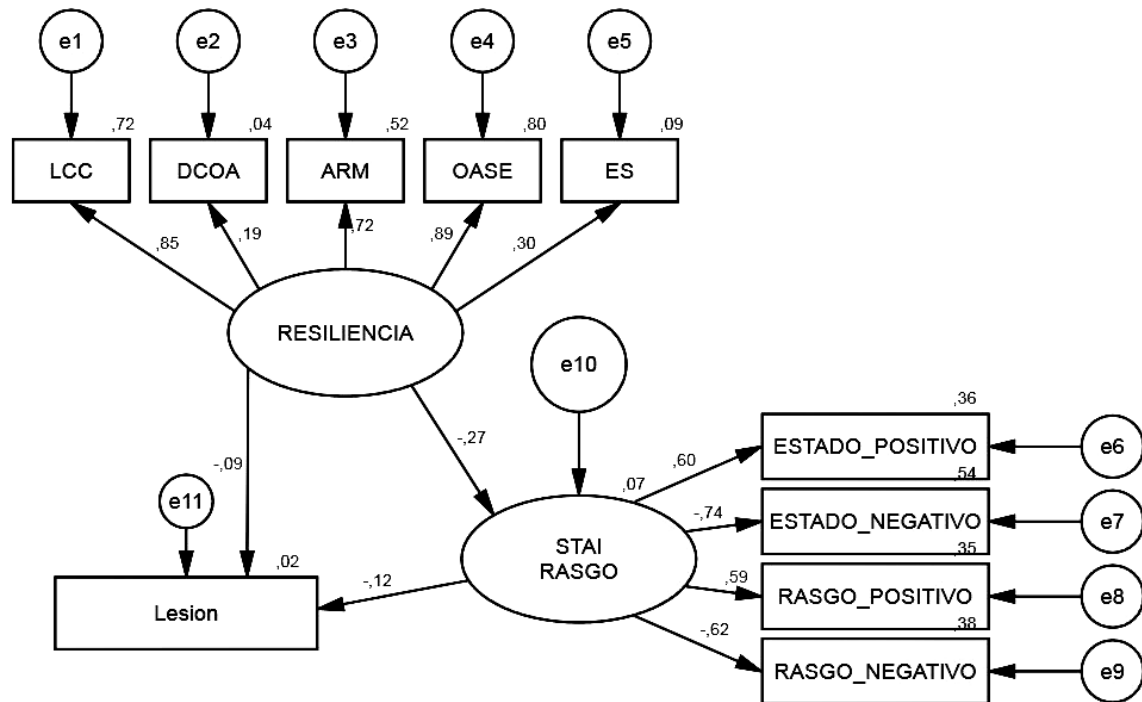 e1
e2
e3
e4
e5
,72
,04
,52
,80
,09
LCC
DCOA
ARM
OASE
ES
,85
,19
,72
,89
,30
RESILIENCIA
e10
-,27
,36
ESTADO_POSITIVO
e6
,60
,07
,54
-,09
e11
-,74
ESTADO_NEGATIVO
e7
STAI
RASGO
,35
,02
-,12
,59
RASGO_POSITIVO
e8
Lesion
,38
-,62
RASGO_NEGATIVO
e9